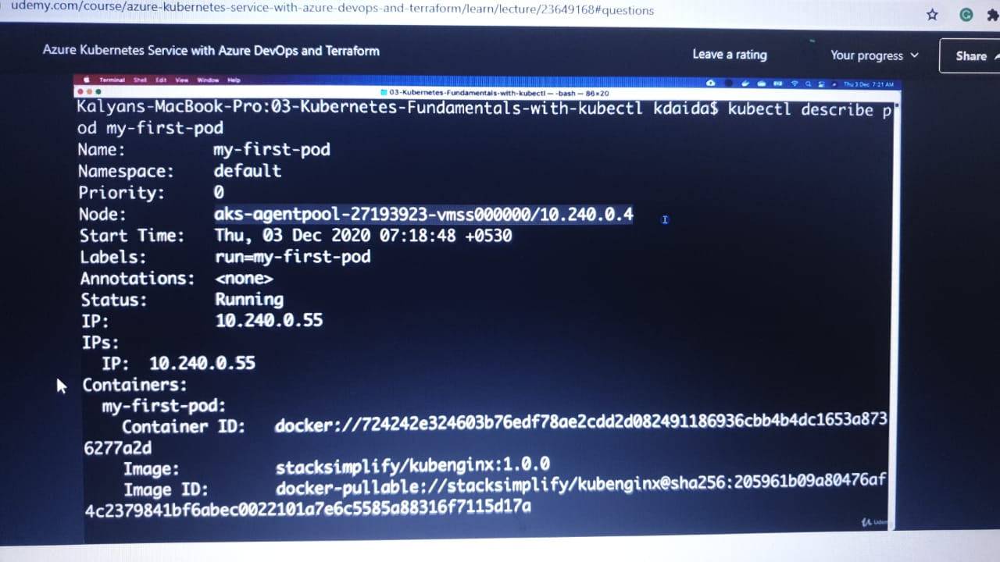 udemy.com/course/azure-kubernetes-service-with-azure-devops-and-terraform/learn/lecture/23649168#questions
Azure Kubernetes Service with Azure DevOps and Terraform
Leave a rating
Your progress
Share
Terminal Shell Edit View Window Help
Thu 3 Dec 7:21 AM
03-Kubernetes-Fundamentals-with-kubectl — -bash — 86×20
Kalyans-MacBook-Pro:03-Kubernetes-Fundamentals-with-kubectl kdaida$ kubectl describe p
od my-first-pod
Name: my-first-pod
Namespace: default
Priority: 0
Node: aks-agentpool-27193923-vmss000000/10.240.0.4
Start Time: Thu, 03 Dec 2020 07:18:48 +0530
Labels: run=my-first-pod
Annotations: <none>
Status: Running
IP: 10.240.0.55
IPs:
IP: 10.240.0.55
Containers:
my-first-pod:
Container ID: docker://724242e324603b76edf78ae2cdd2d082491186936cbb4b4dc1653a873
6277a2d
Image: stacksimplify/kubenginx:1.0.0
Image ID: docker-pullable://stacksimplify/kubenginx@sha256:205961b09a80476af
4c2379841bf6abec0022101a7e6c5585a88316f7115d17a
Udemy